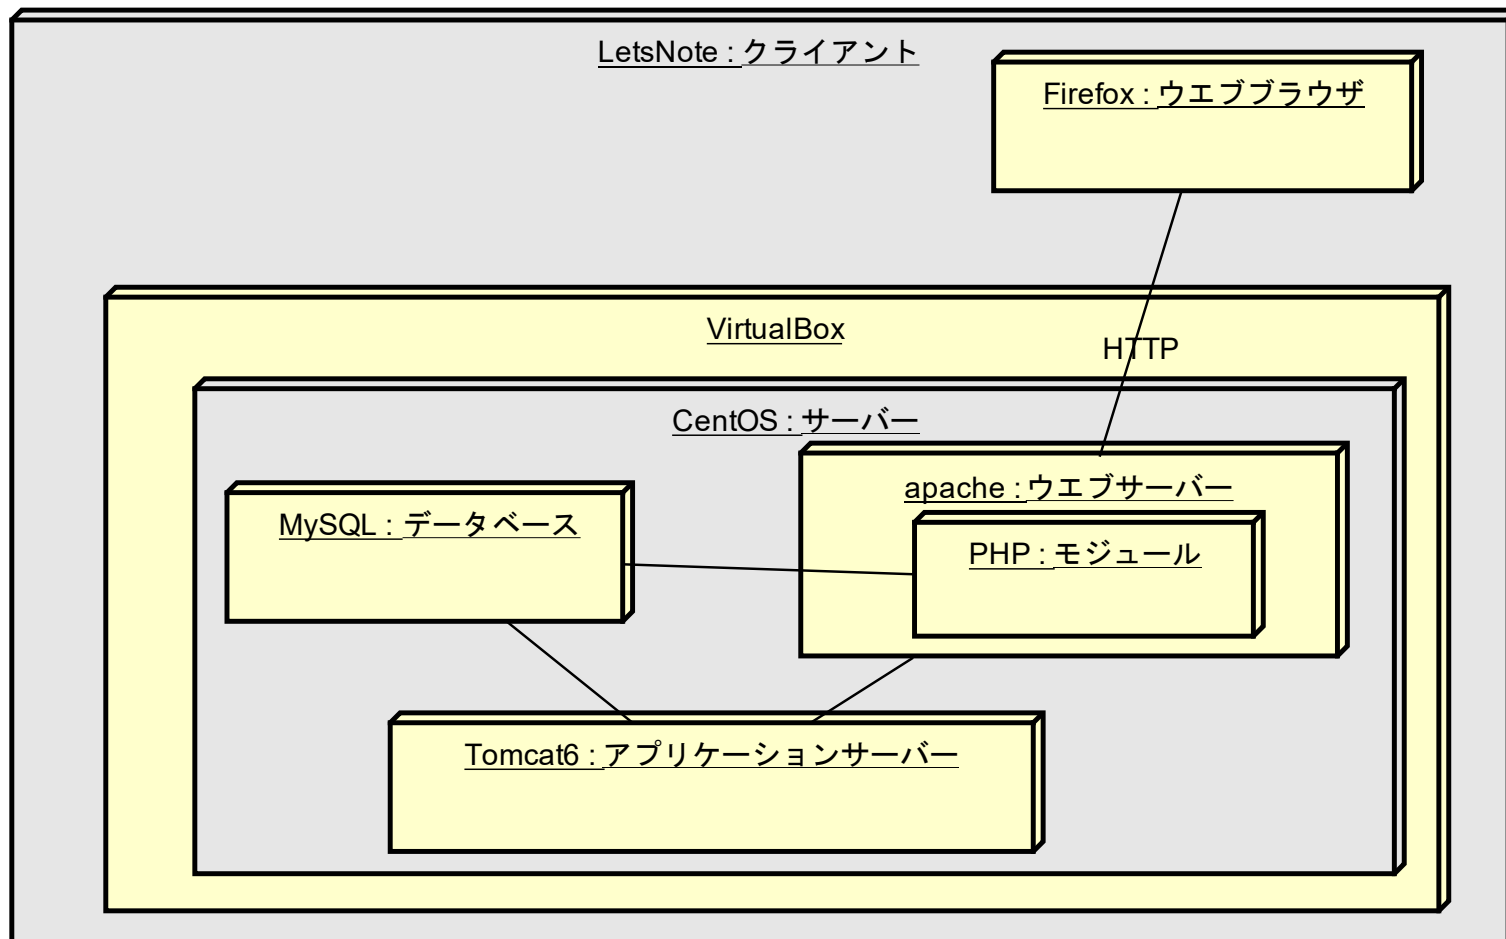 LetsNote : クライアント
Firefox : ウエブブラウザ
VirtualBox
HTTP
CentOS : サーバー
apache : ウエブサーバー
MySQL : データベース
PHP : モジュール
Tomcat6 : アプリケーションサーバー